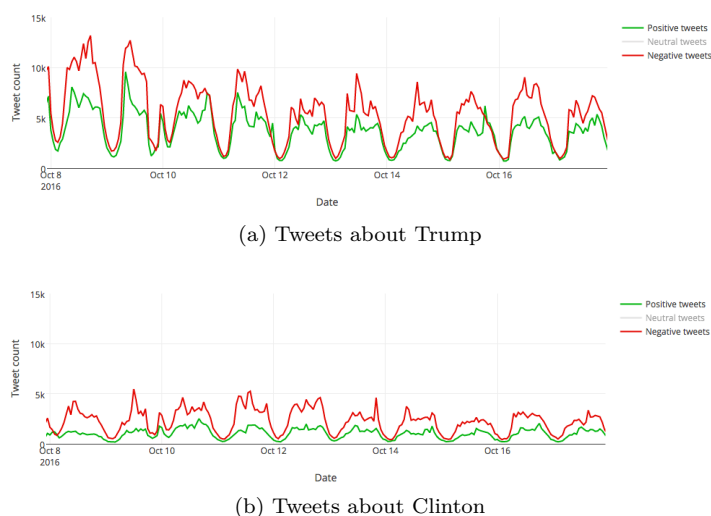 15k
10k
5k
0
Tweet count
Oct 8
2016
Oct 10
Oct 12
Oct 14
Oct 16
Date
Positive tweets
Neutral tweets
Negative tweets
(a) Tweets about Trump
15k
10k
5k
0
Tweet count
Oct 8
2016
Oct 10
Oct 12
Oct 14
Oct 16
Date
Positive tweets
Neutral tweets
Negative tweets
(b) Tweets about Clinton